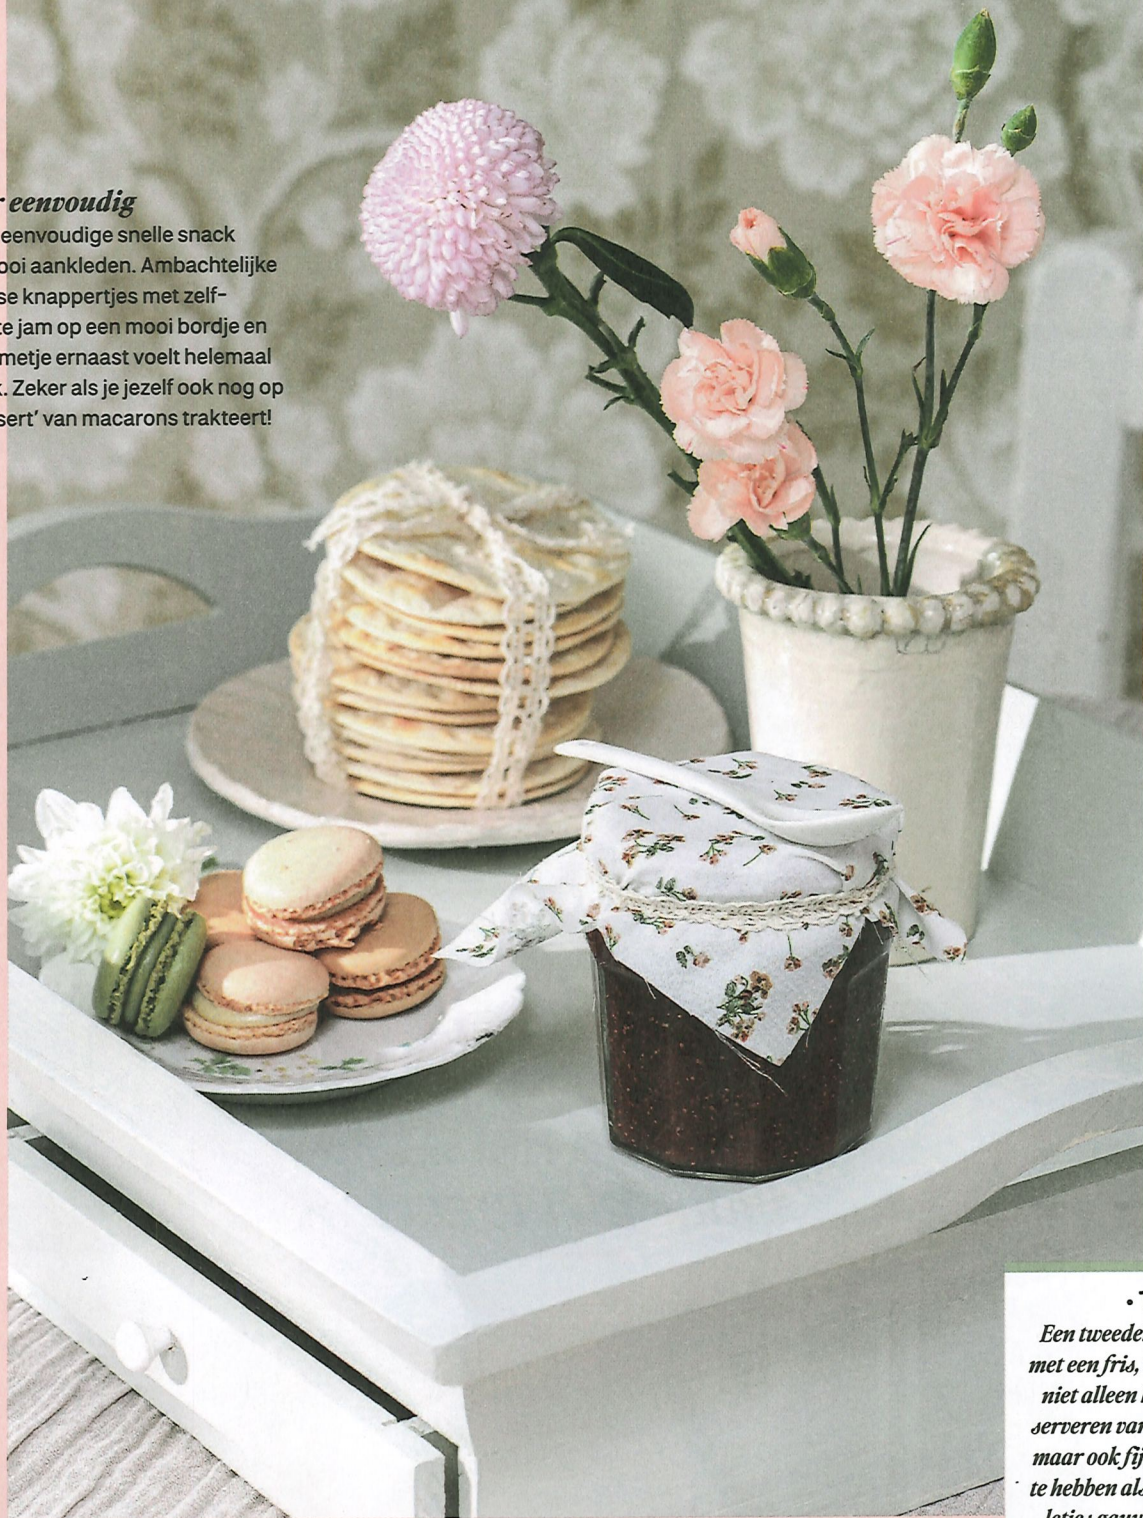 eenvoudig
eenvoudige snelle snack
ooi aankleden. Ambachtelijke
se knappertjes met zelf-
te jam op een mooi bordje en
metje ernaast voelt helemaal
k. Zeker als je jezelf ook nog op
sert’ van macarons trakteert!
Een tweede
met een fris,
niet alleen
serveren van
maar ook fij
te hebben als